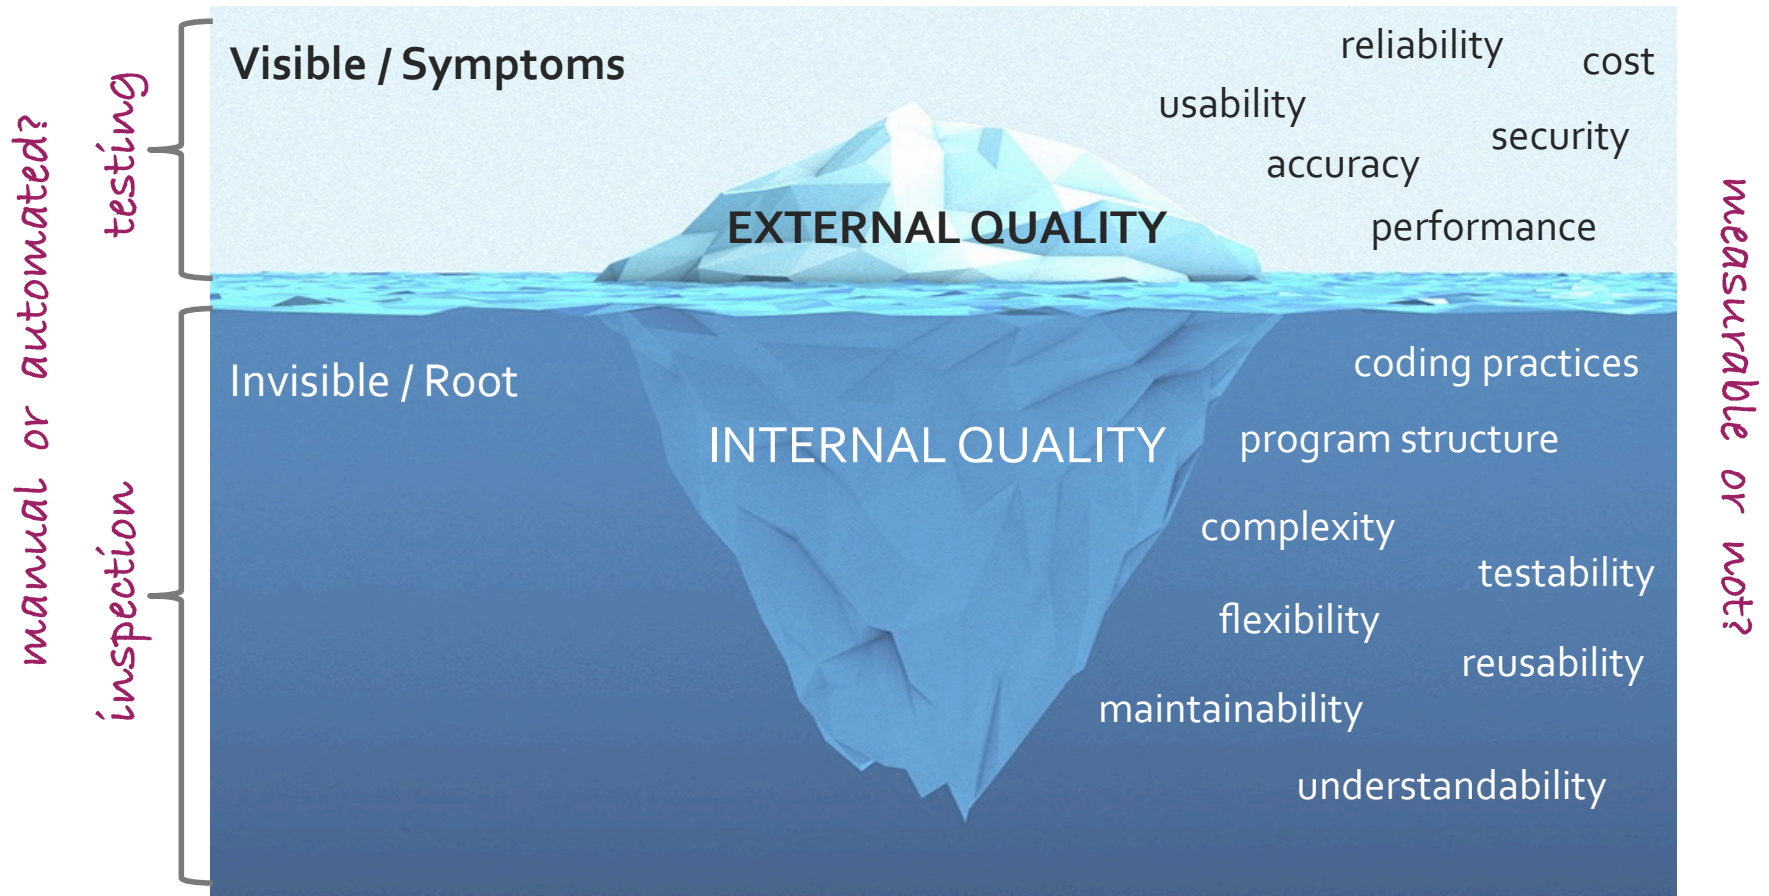 manual or automated?
testing
inspection
Visible / Symptoms
reliability
cost
usability
security
accuracy
performance
EXTERNAL QUALITY
Invisible / Root
INTERNAL QUALITY
coding practices
program structure
complexity
testability
flexibility
reusability
maintainability
understandability
measurable or not?